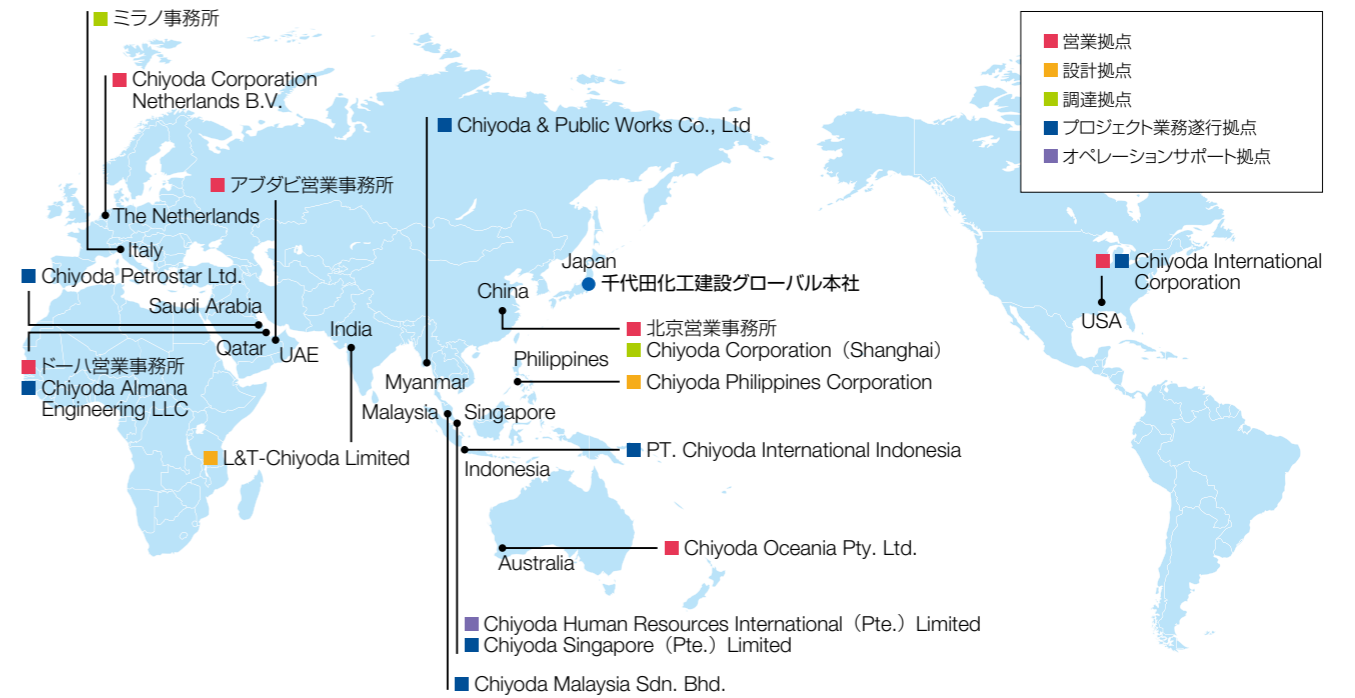 ミラノ事務所
Chiyoda Corporation
Netherlands B.V.
Chiyoda & Public Works Co., Ltd
アブダビ営業事務所
The Netherlands
Italy
Chiyoda Petrostar Ltd.
Saudi Arabia
Qatar
UAE
ドーハ営業事務所
Chiyoda Almana
Engineering LLC
India
L&T-Chiyoda Limited
Myanmar
Malaysia
Singapore
Indonesia
Japan
千代田化工建設グローバル本社
China
北京営業事務所
Chiyoda Corporation（Shanghai）
Philippines
Chiyoda Philippines Corporation
PT. Chiyoda International Indonesia
Australia
Chiyoda Oceania Pty. Ltd.
Chiyoda Human Resources International（Pte.）Limited
Chiyoda Singapore（Pte.）Limited
Chiyoda Malaysia Sdn. Bhd.
営業拠点
設計拠点
調達拠点
プロジェクト業務遂行拠点
オペレーションサポート拠点
Chiyoda International
Corporation
USA